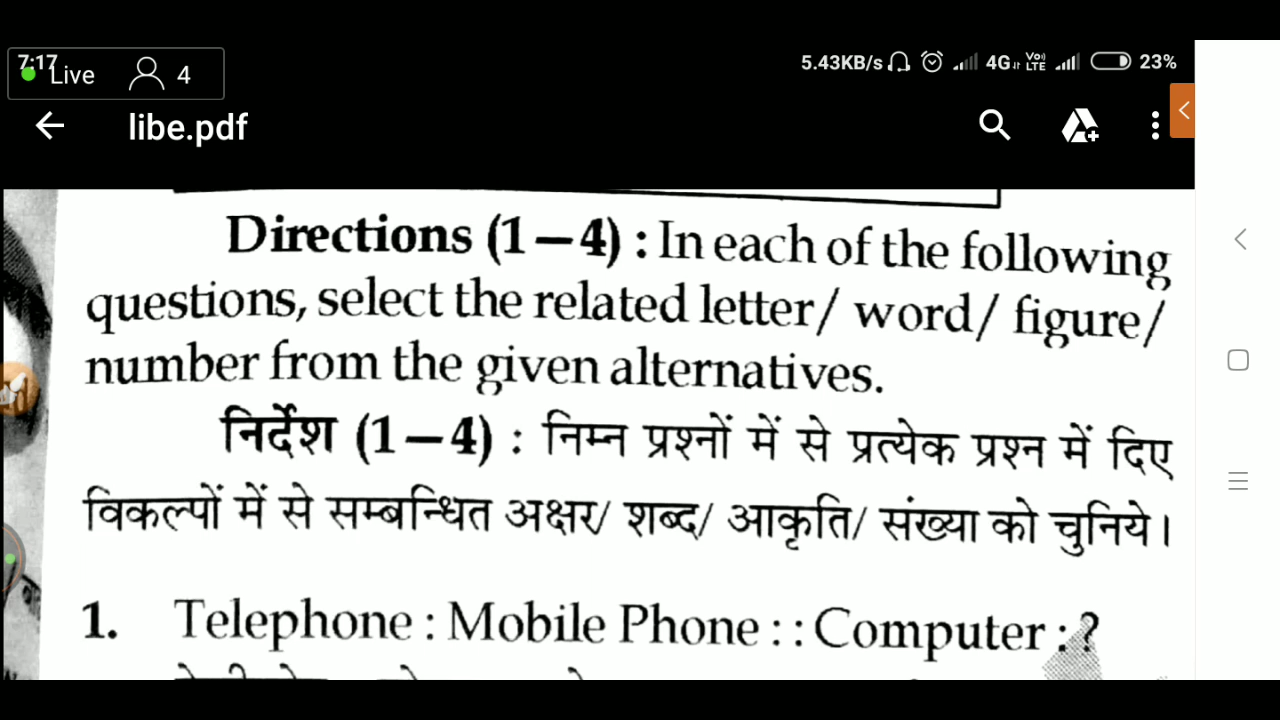 7:17
Live 4
5.43KB/s 4G VoLTE 23%
libe.pdf
Directions (1—4) : In each of the following
questions, select the related letter/ word/ figure/
number from the given alternatives.
निर्देश (1—4) : निम्न प्रश्नों में से प्रत्येक प्रश्न में दिए
विकल्पों में से सम्बन्धित अक्षर/ शब्द/ आकृति/ संख्या को चुनिये।
1. Telephone : Mobile Phone : : Computer : ?